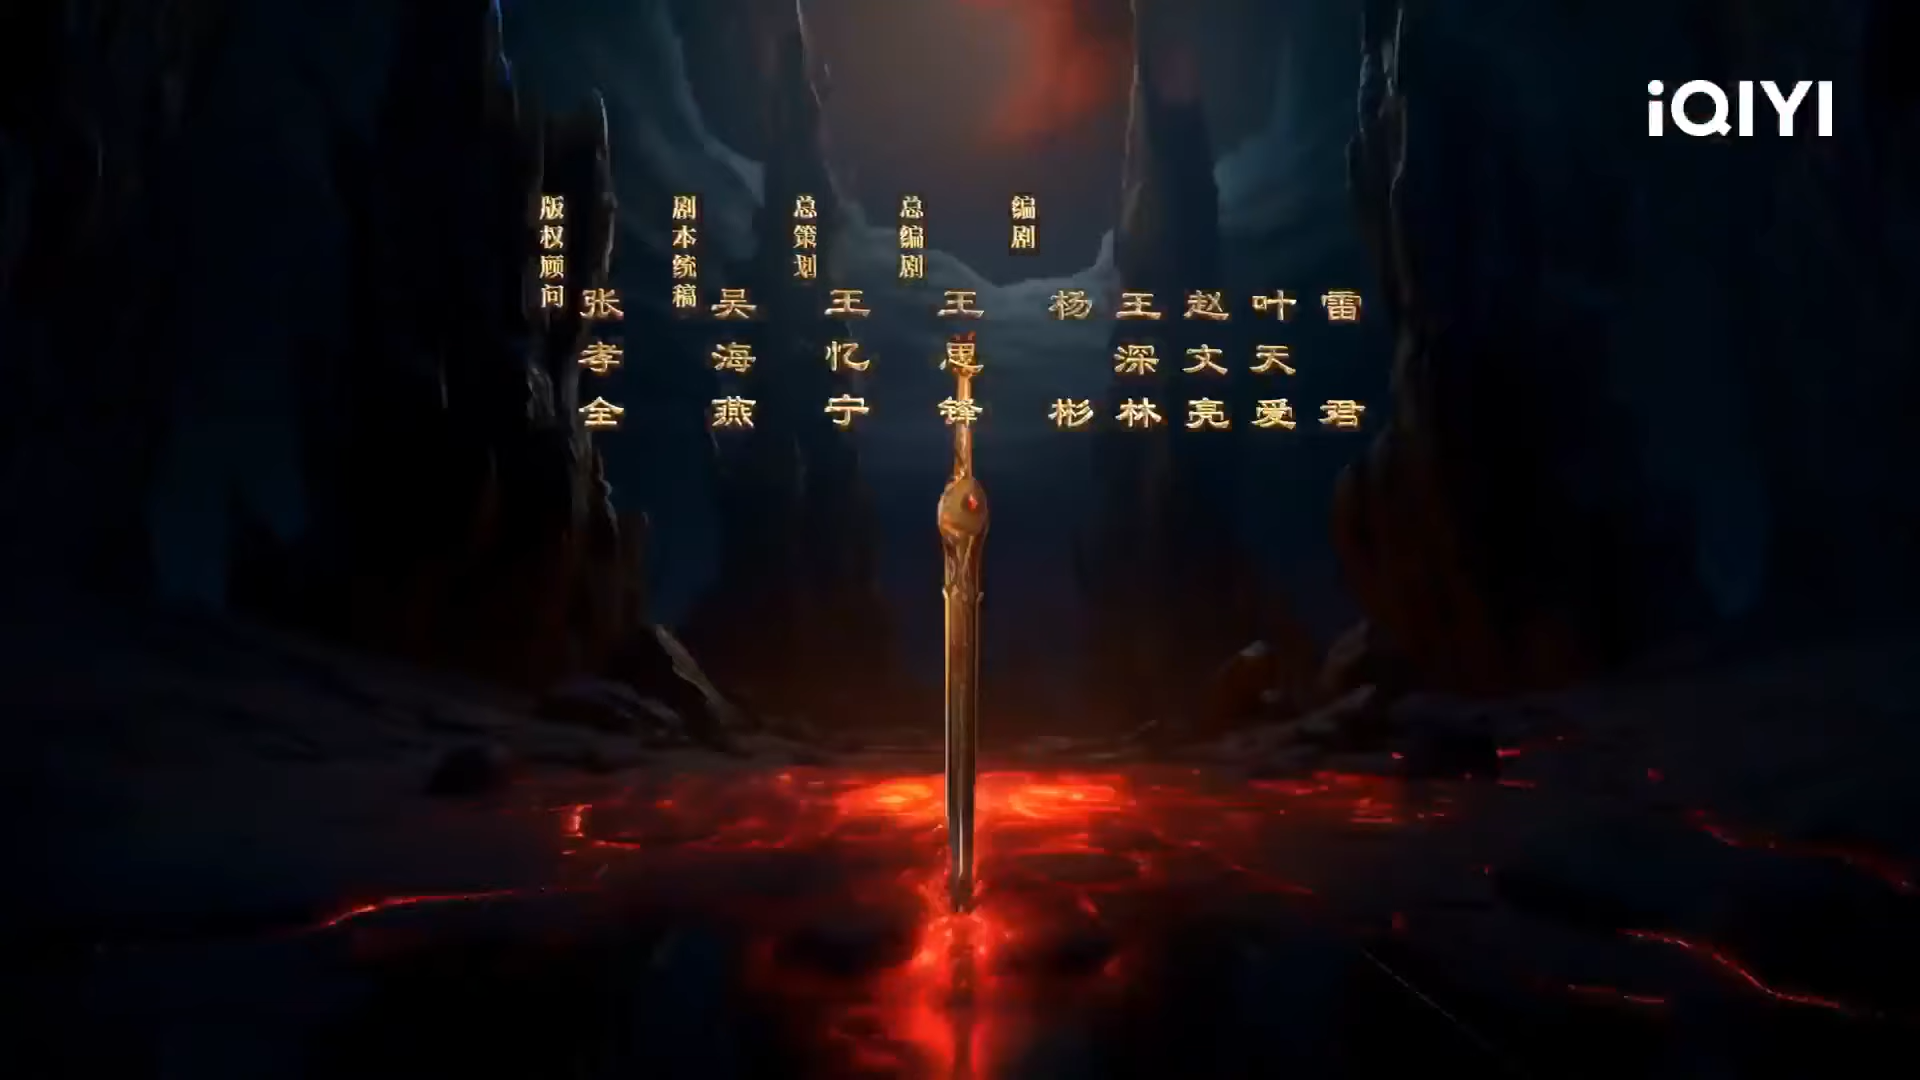 iQIYI
版权顾问
张孝全
剧本统稿
吴海燕
总策划
王忆宁
总编剧
王思锋
编剧
杨彬
王深林
赵文亮
叶天爱
雷君